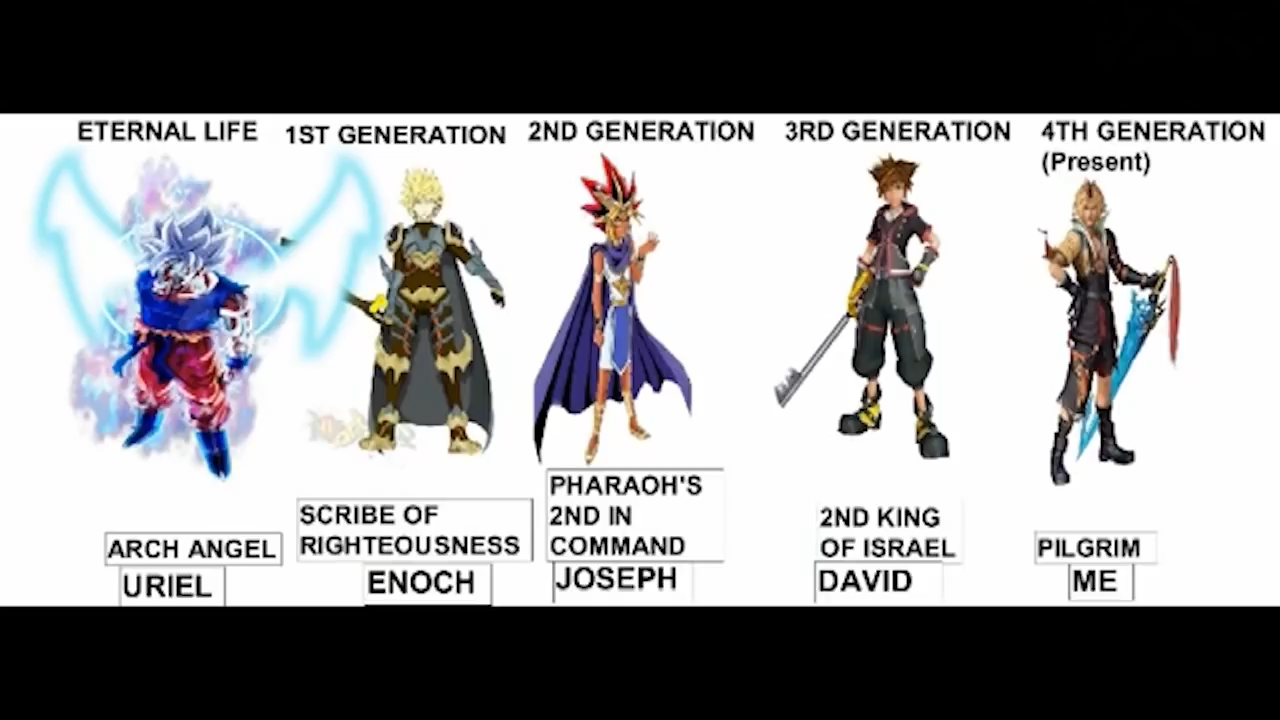 ETERNAL LIFE
1ST GENERATION
2ND GENERATION
3RD GENERATION
4TH GENERATION
(Present)
ARCH ANGEL
URIEL
SCRIBE OF
RIGHTEOUSNESS
ENOCH
PHARAOH'S
2ND IN
COMMAND
JOSEPH
2ND KING
OF ISRAEL
DAVID
PILGRIM
ME